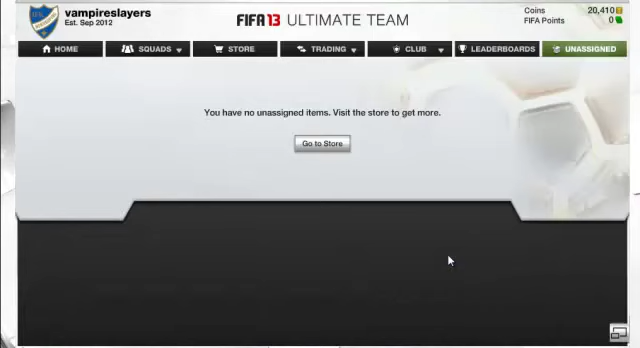 vampireslayers
Est. Sep 2012
FIFA 13 ULTIMATE TEAM
Coins 20,410
FIFA Points 0
HOME SQUADS STORE TRADING CLUB LEADERBOARDS UNASSIGNED
You have no unassigned items. Visit the store to get more.
Go to Store